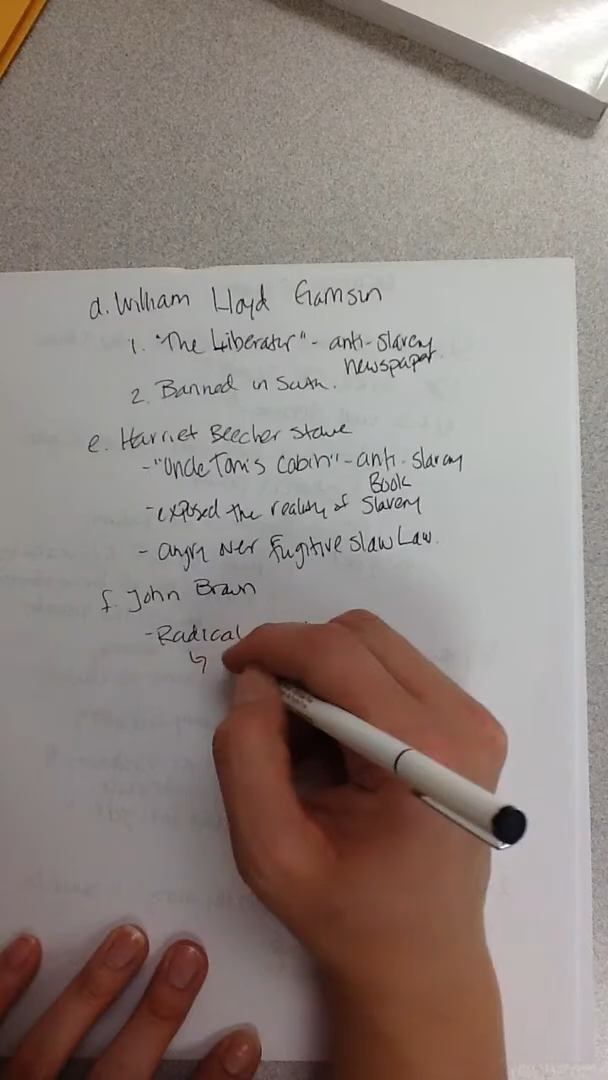 d. William Lloyd Garrison
1. "The Liberator" - anti-slavery
newspaper
2. Banned in South.
e. Harriet Beecher Stowe
- "Uncle Tom's Cabin" - anti-slavery
Book
- exposed the reality of Slavery
- angry over Fugitive Slaw Law.
f. John Brown
- Radical